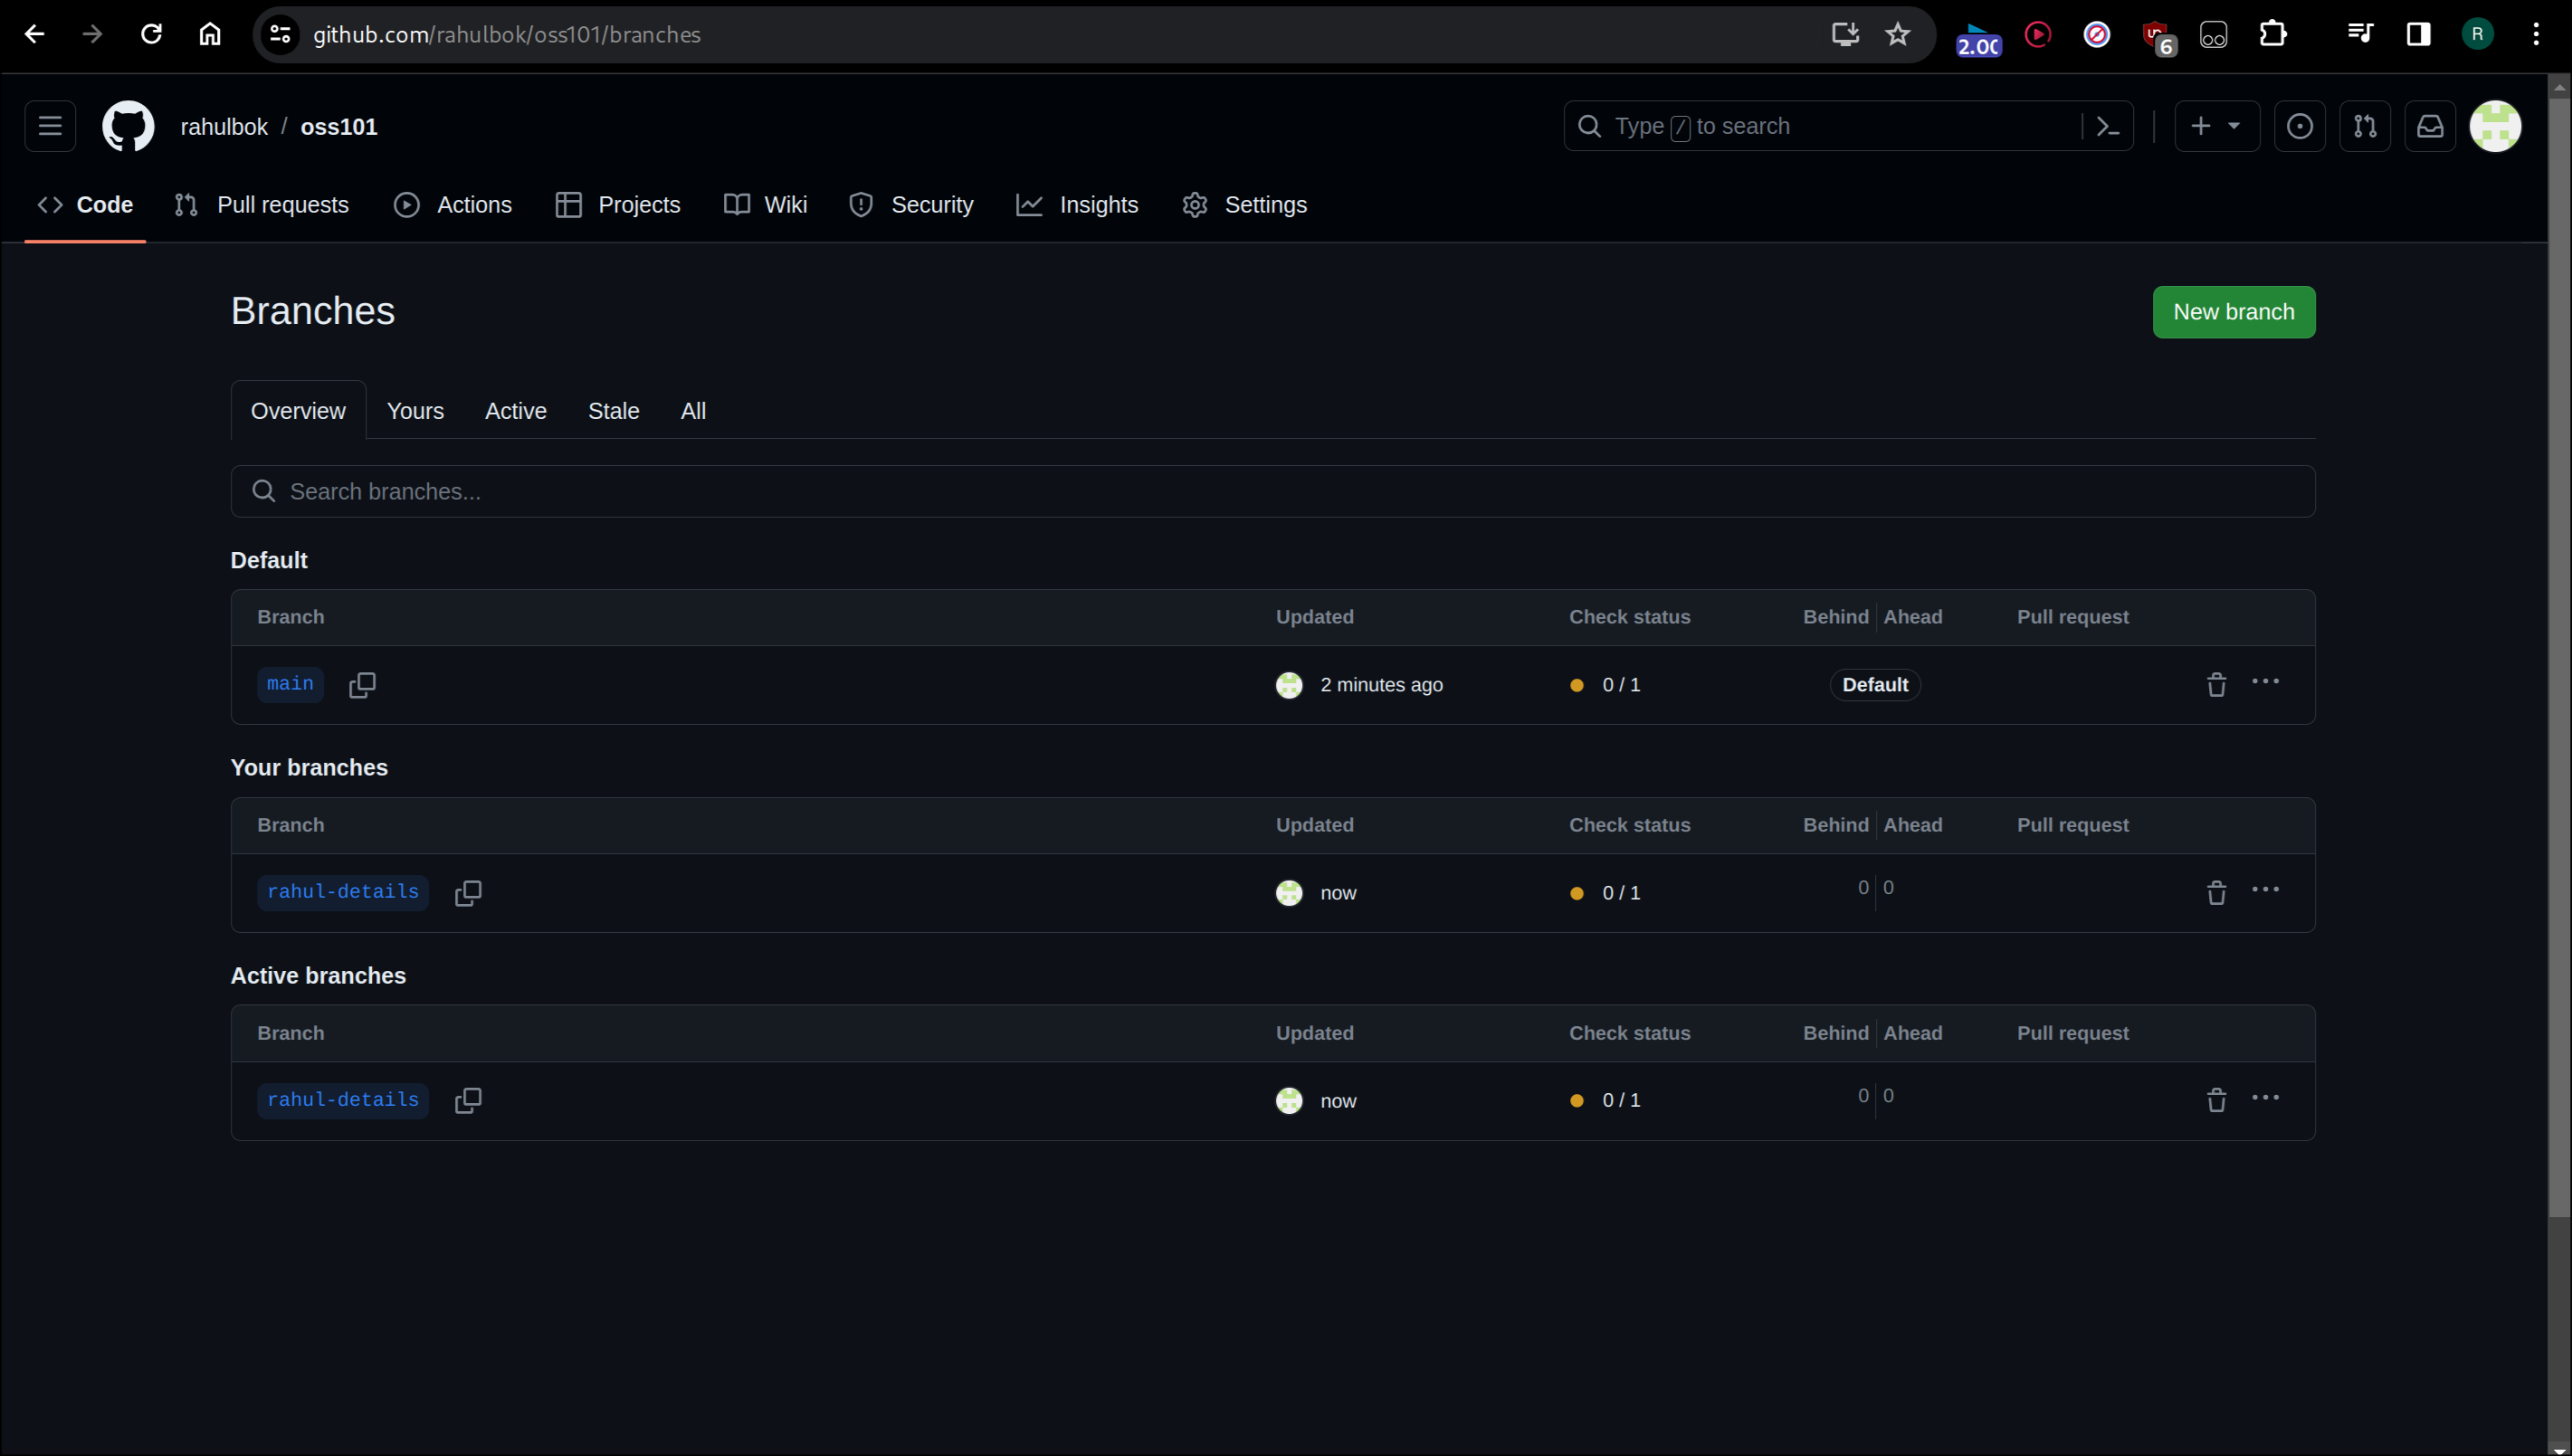 github.com/rahulbok/oss101/branches
2.00
6
R
rahulbok / oss101
Type / to search
Code Pull requests Actions Projects Wiki Security Insights Settings
Branches
New branch
Overview Yours Active Stale All
Search branches...
Default
Branch Updated Check status Behind Ahead Pull request
main 2 minutes ago 0 / 1 Default
Your branches
Branch Updated Check status Behind Ahead Pull request
rahul-details now 0 / 1 0 0
Active branches
Branch Updated Check status Behind Ahead Pull request
rahul-details now 0 / 1 0 0